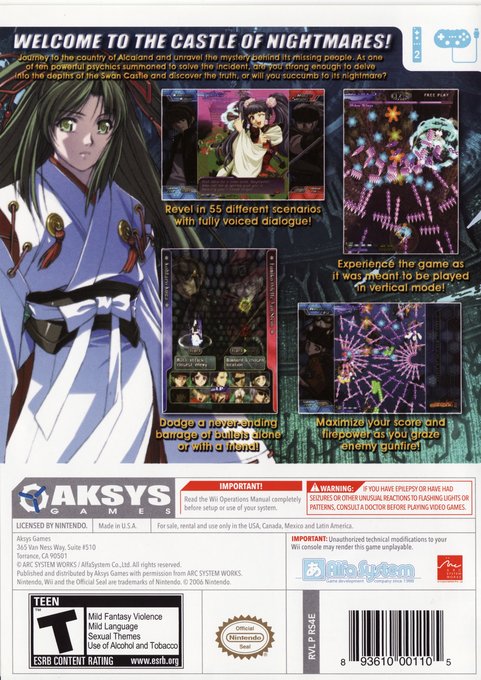 WELCOME TO THE CASTLE OF NIGHTMARES!
Journey to the country of Alcaland and unravel the mystery behind its missing people. As one
of ten powerful psychics summoned to solve the incident, are you strong enough to delve
into the depths of the Swan Castle and discover the truth, or will you succumb to its nightmare?
2
FREE PLAY
Revel in 55 different scenarios
with fully voiced dialogue!
Experience the game as
it was meant to be played
in vertical mode!
Dodge a never-ending
barrage of bullets alone
or with a friend!
Maximize your score and
firepower as you graze
enemy gunfire!
AKSYS
GAMES
IMPORTANT!
Read the Wii Operations Manual completely
before setup or use of your system.
WARNING: IF YOU HAVE EPILEPSY OR HAVE HAD
SEIZURES OR OTHER UNUSUAL REACTIONS TO FLASHING LIGHTS OR
PATTERNS, CONSULT A DOCTOR BEFORE PLAYING VIDEO GAMES.
LICENSED BY NINTENDO.
Made in U.S.A.
For sale, rental and use only in the USA, Canada, Mexico and Latin America.
Aksys Games
365 Van Ness Way, Suite #510
Torrance, CA 90501
© ARC SYSTEM WORKS / AlfaSystem Co.,Ltd. All rights reserved.
Published and distributed by Aksys Games with permission from ARC SYSTEM WORKS.
Nintendo, Wii and the Official Seal are trademarks of Nintendo. © 2006 Nintendo.
IMPORTANT: Unauthorized technical modifications to your
Wii console may render this game unplayable.
あ AlfaSystem
Game development company since 1988
ARC
SYSTEM
WORKS
TEEN
T
Mild Fantasy Violence
Mild Language
Sexual Themes
Use of Alcohol and Tobacco
ESRB CONTENT RATING www.esrb.org
Official
Nintendo
Seal
RVL P RS4E
8 93610 00110 5